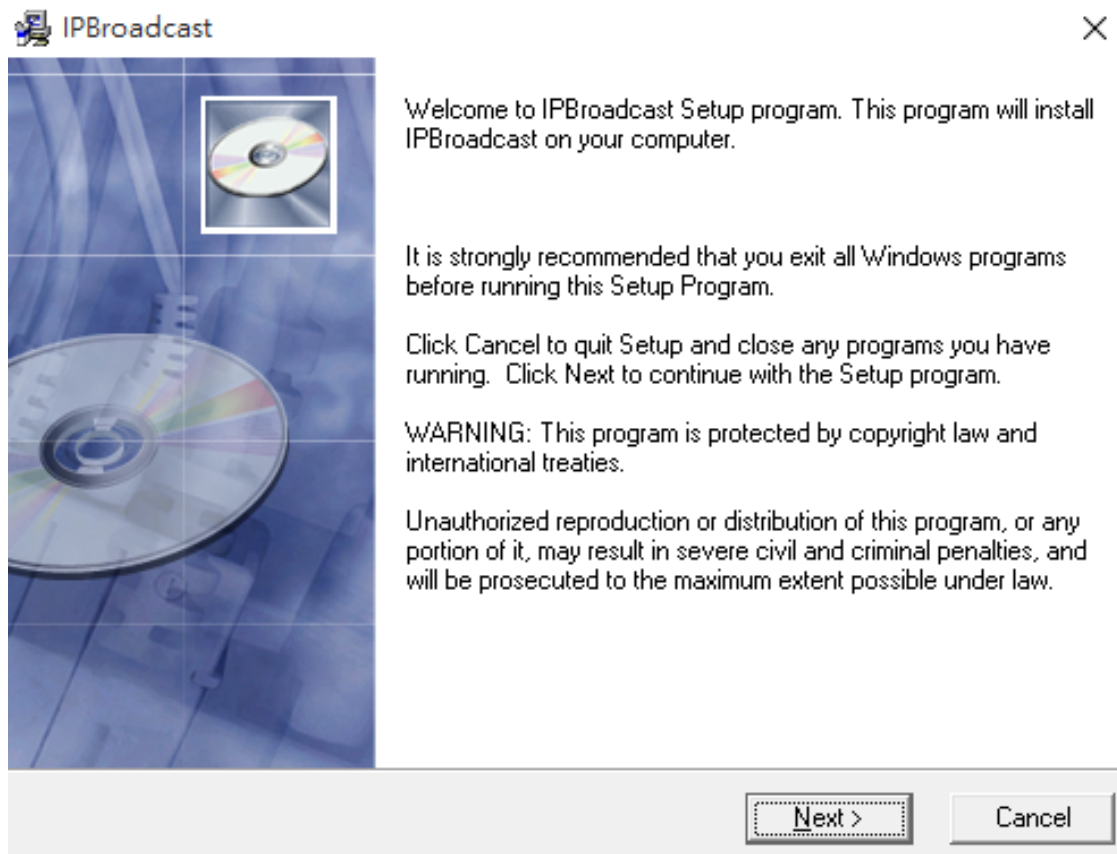 IPBroadcast
Welcome to IPBroadcast Setup program. This program will install
IPBroadcast on your computer.
It is strongly recommended that you exit all Windows programs
before running this Setup Program.
Click Cancel to quit Setup and close any programs you have
running.  Click Next to continue with the Setup program.
WARNING: This program is protected by copyright law and
international treaties.
Unauthorized reproduction or distribution of this program, or any
portion of it, may result in severe civil and criminal penalties, and
will be prosecuted to the maximum extent possible under law.
Next >
Cancel